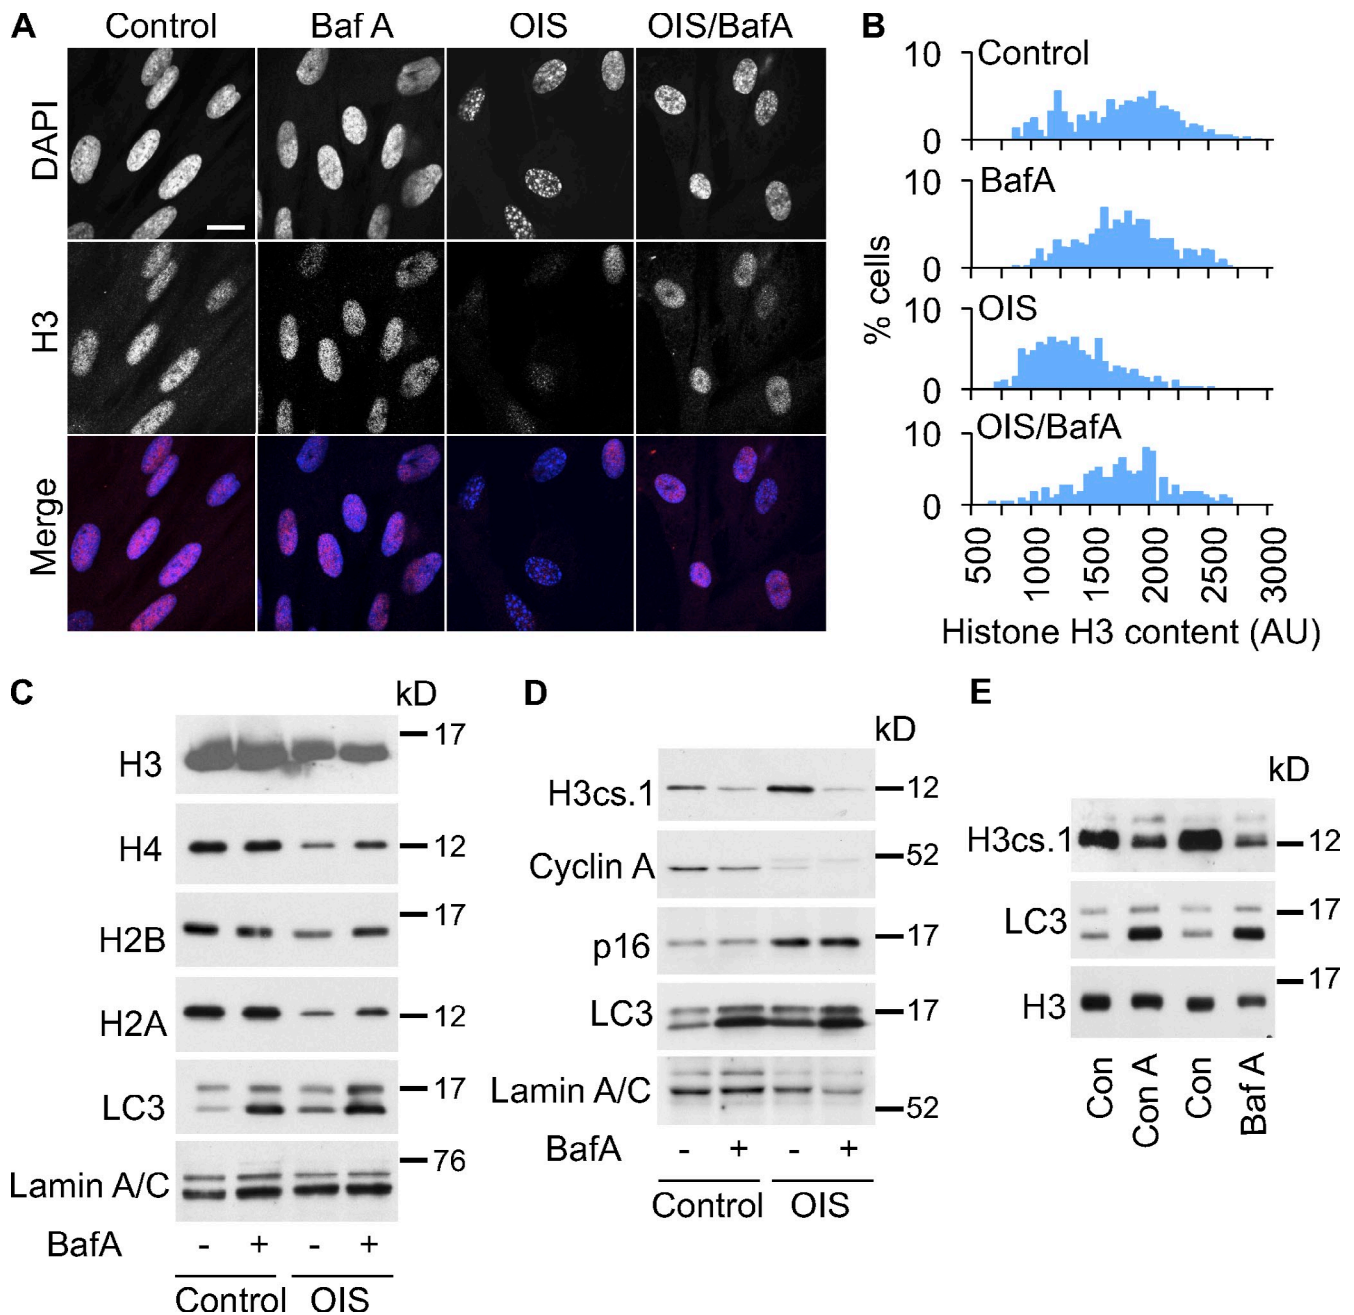 A
Control
Baf A
OIS
OIS/BafA
DAPI
H3
Merge
B
10
Control
0
10
BafA
0
10
OIS
0
10
OIS/BafA
0
% cells
500
1000
1500
2000
2500
3000
Histone H3 content (AU)
C
kD
H3
17
H4
12
H2B
17
H2A
12
LC3
17
Lamin A/C
76
BafA - + - +
Control OIS
D
kD
H3cs.1
12
Cyclin A
52
p16
17
LC3
17
Lamin A/C
52
BafA - + - +
Control OIS
E
kD
H3cs.1
12
LC3
17
H3
17
Con
Con A
Con
Baf A